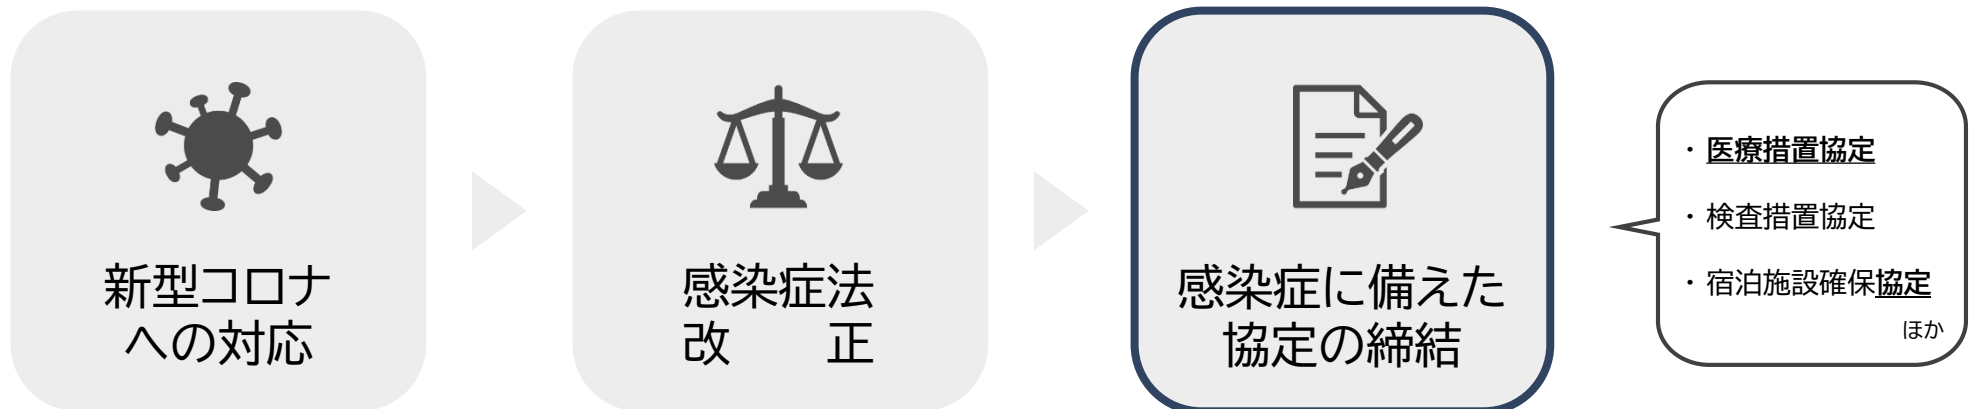 新型コロナ
への対応
感染症法
改　　正
感染症に備えた
協定の締結
・医療措置協定
・検査措置協定
・宿泊施設確保協定
ほか